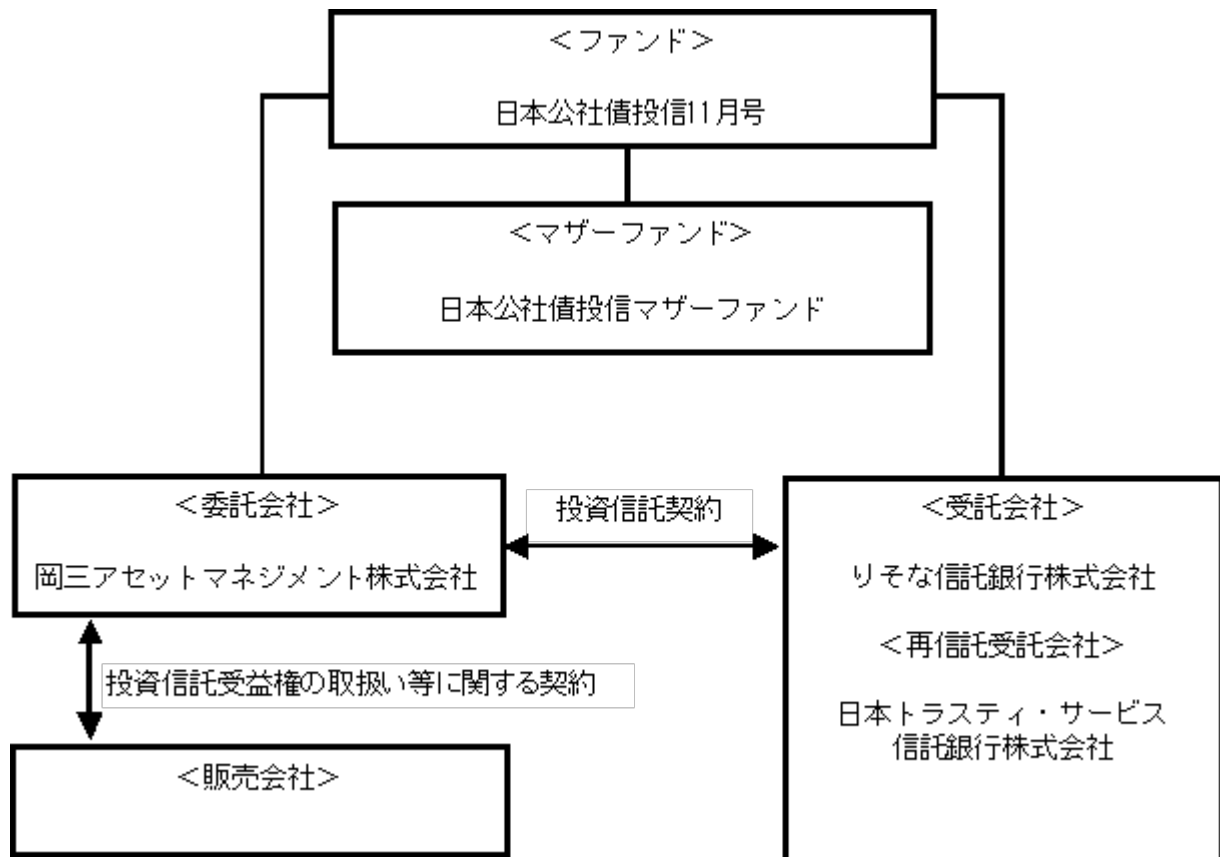 ＜ファンド＞
日本公社債投信11月号
＜マザーファンド＞
日本公社債投信マザーファンド
＜委託会社＞
岡三アセットマネジメント株式会社
投資信託契約
＜受託会社＞
りそな信託銀行株式会社
＜再信託受託会社＞
日本トラスティ・サービス
信託銀行株式会社
投資信託受益権の取扱い等に関する契約
＜販売会社＞